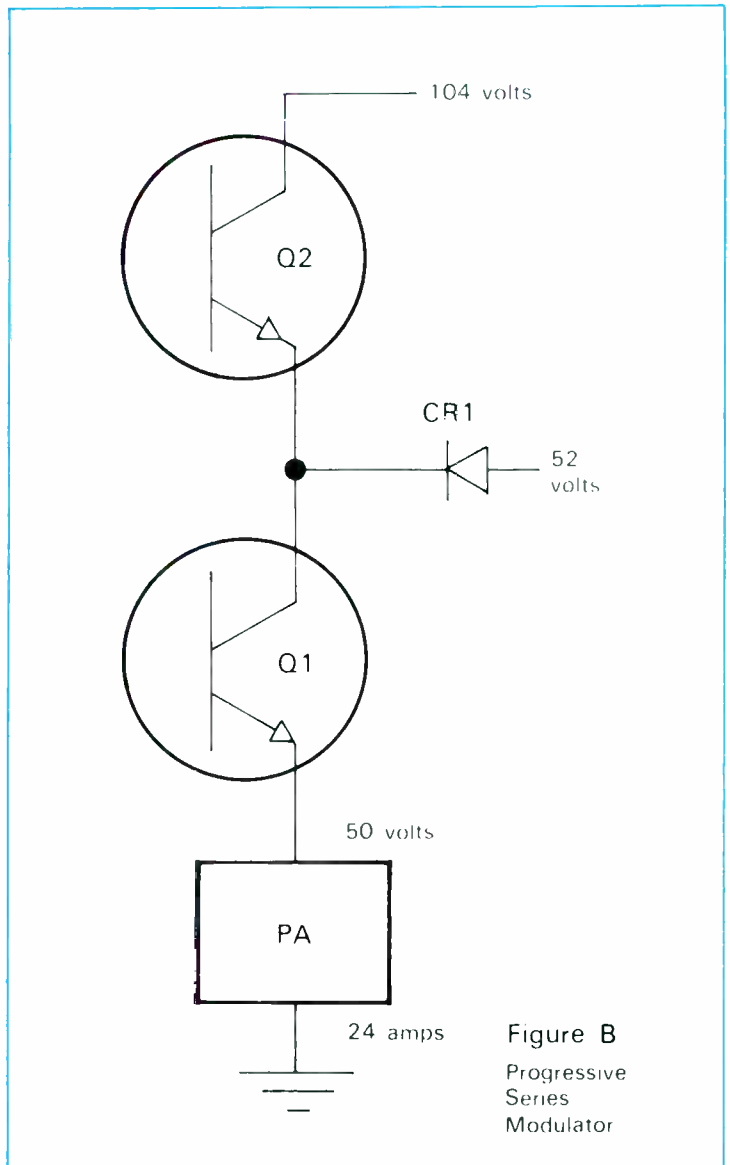 104 volts
Q2
CR1
52
volts
Q1
50 volts
PA
24 amps
Figure B
Progressive
Series
Modulator